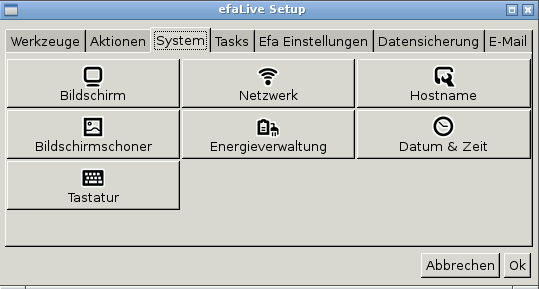 efaLive Setup
Werkzeuge Aktionen System Tasks Efa Einstellungen Datensicherung E-Mail
Bildschirm Netzwerk Hostname
Bildschirmschoner Energieverwaltung Datum & Zeit
Tastatur
Abbrechen Ok